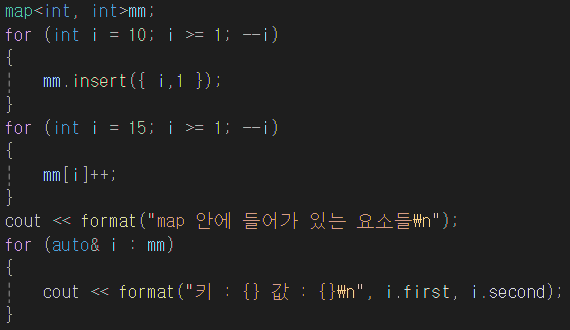 map<int, int>mm;
for (int i = 10; i >= 1; --i)
{
mm.insert({ i,1 });
}
for (int i = 15; i >= 1; --i)
{
mm[i]++;
}
cout << format("map 안에 들어가 있는 요소들₩n");
for (auto& i : mm)
{
cout << format("키 : {} 값 : {}₩n", i.first, i.second);
}